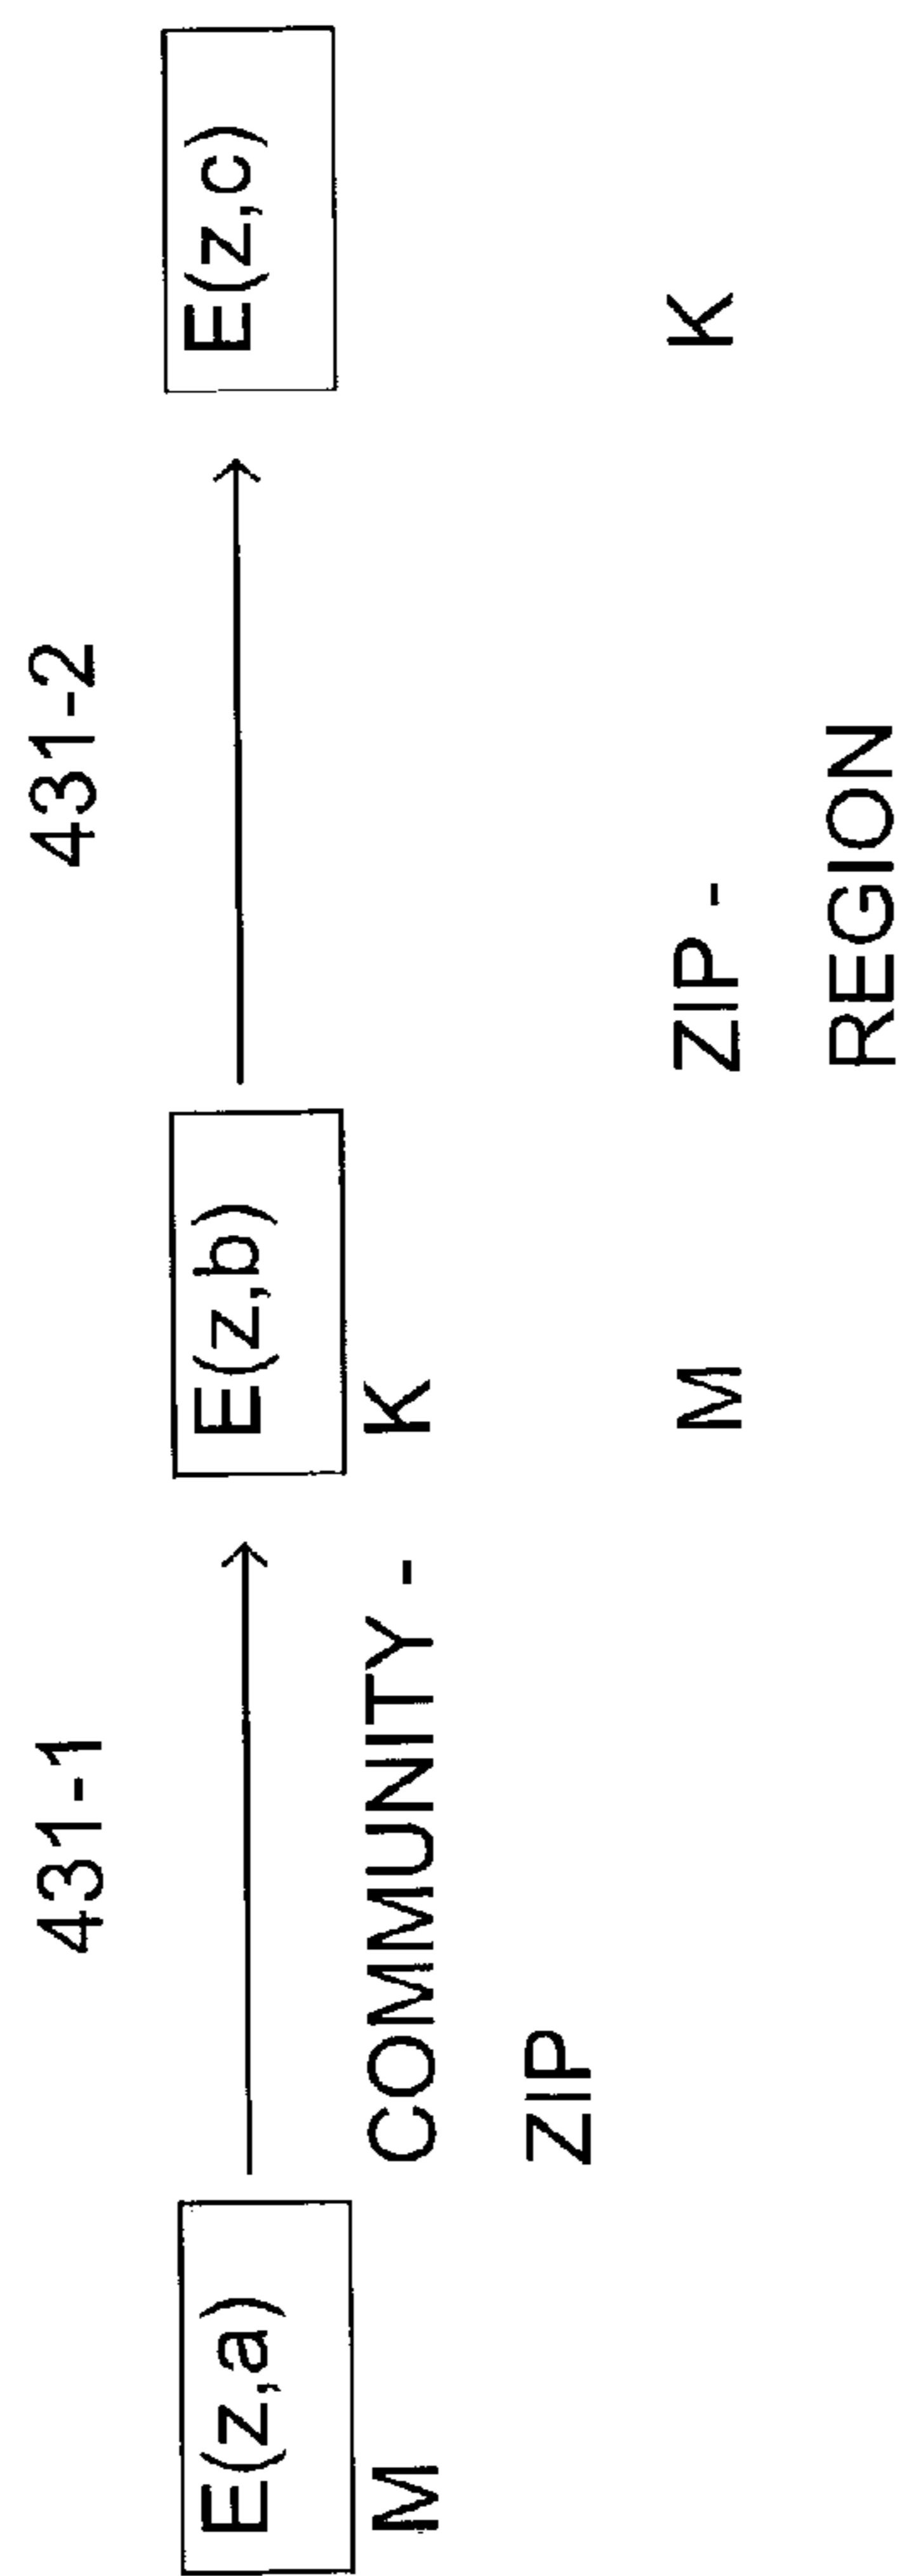 431-1 431-2
E(z,a) E(z,b) E(z,c)
M COMMUNITY - K
ZIP
M ZIP - K
REGION